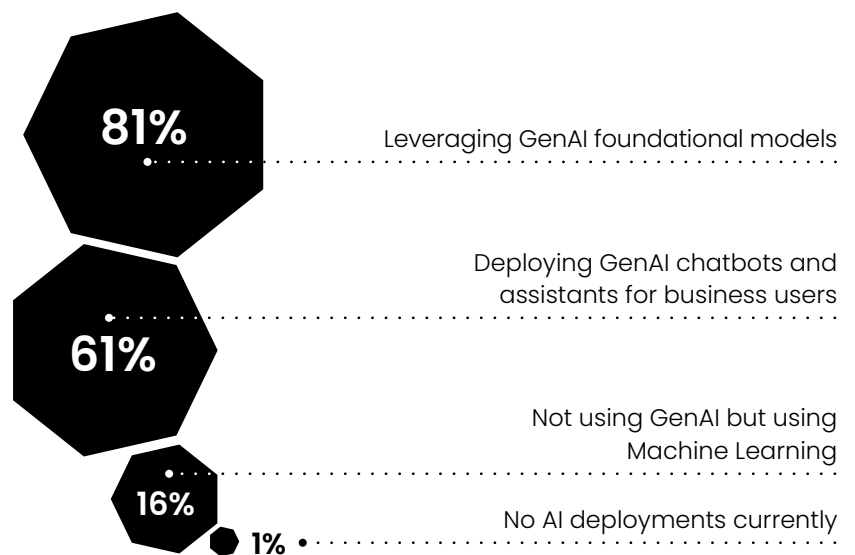 81%
Leveraging GenAI foundational models
Deploying GenAI chatbots and
assistants for business users
61%
Not using GenAI but using
Machine Learning
16%
No AI deployments currently
1%